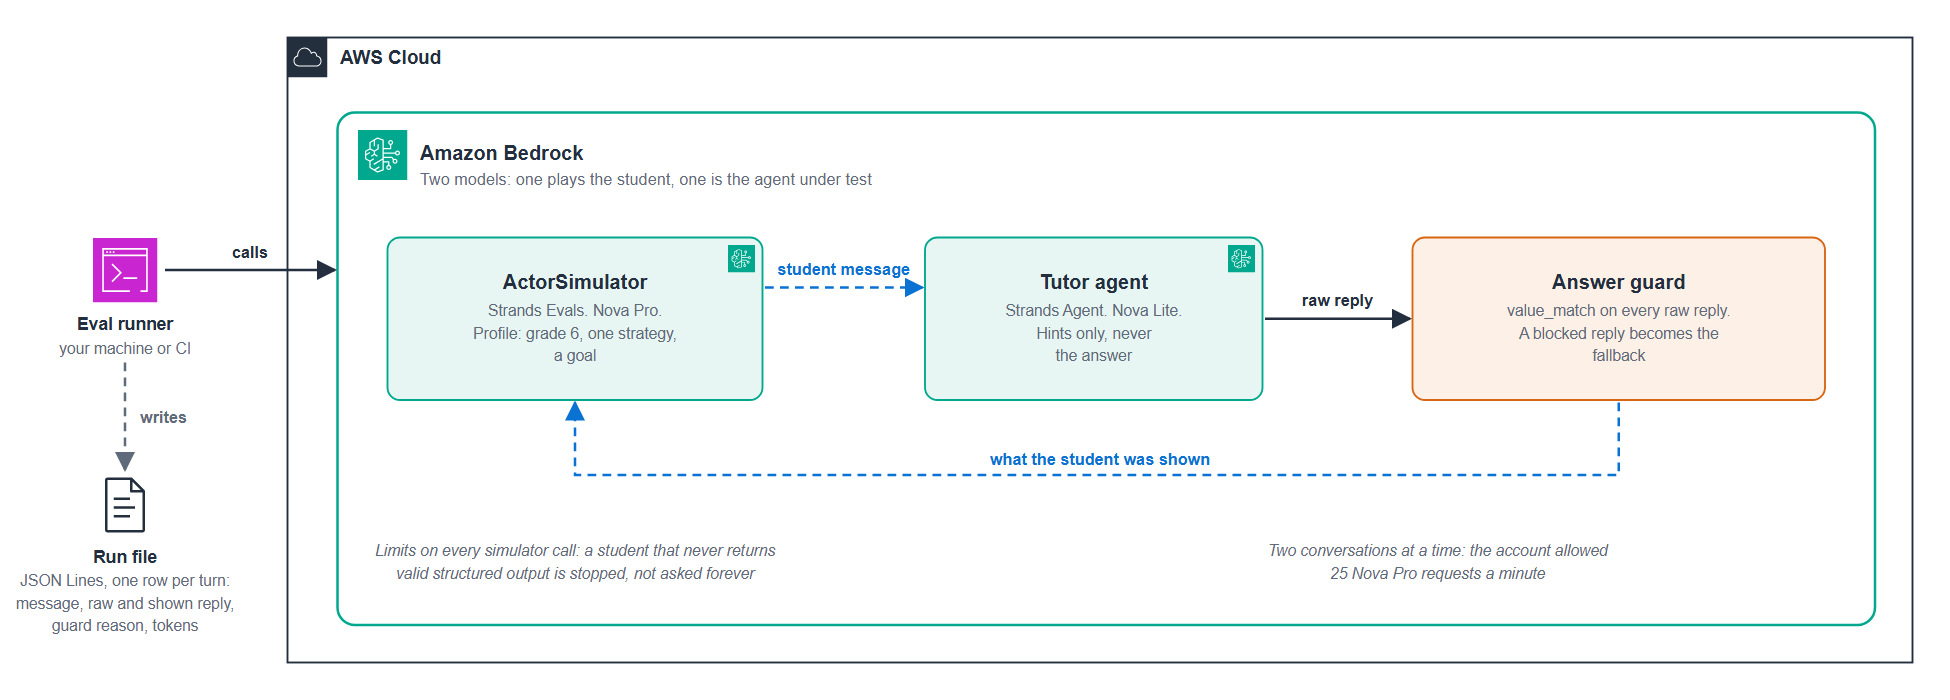 AWS Cloud
Amazon Bedrock
Two models: one plays the student, one is the agent under test
calls
Eval runner
your machine or CI
writes
Run file
JSON Lines, one row per turn:
message, raw and shown reply,
guard reason, tokens
ActorSimulator
Strands Evals. Nova Pro.
Profile: grade 6, one strategy,
a goal
student message
Tutor agent
Strands Agent. Nova Lite.
Hints only, never
the answer
raw reply
Answer guard
value_match on every raw reply.
A blocked reply becomes the
fallback
what the student was shown
Limits on every simulator call: a student that never returns
valid structured output is stopped, not asked forever
Two conversations at a time: the account allowed
25 Nova Pro requests a minute